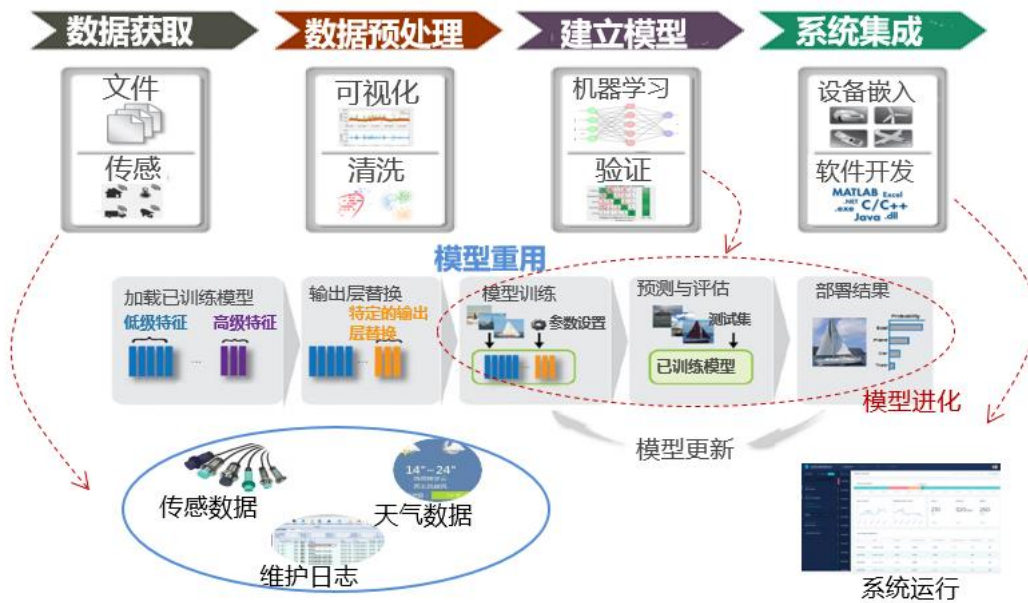 数据获取
数据预处理
建立模型
系统集成
文件
传感
可视化
清洗
机器学习
验证
设备嵌入
软件开发
MATLAB Excel
.NET
.exe C/C++
Java .dll
模型重用
加载已训练模型
低级特征 高级特征
...
输出层替换
特定的输出
层替换
...
模型训练
参数设置
预测与评估
测试集
已训练模型
部署结果
Probability
模型进化
模型更新
传感数据
14°~24°
天气数据
维护日志
系统运行